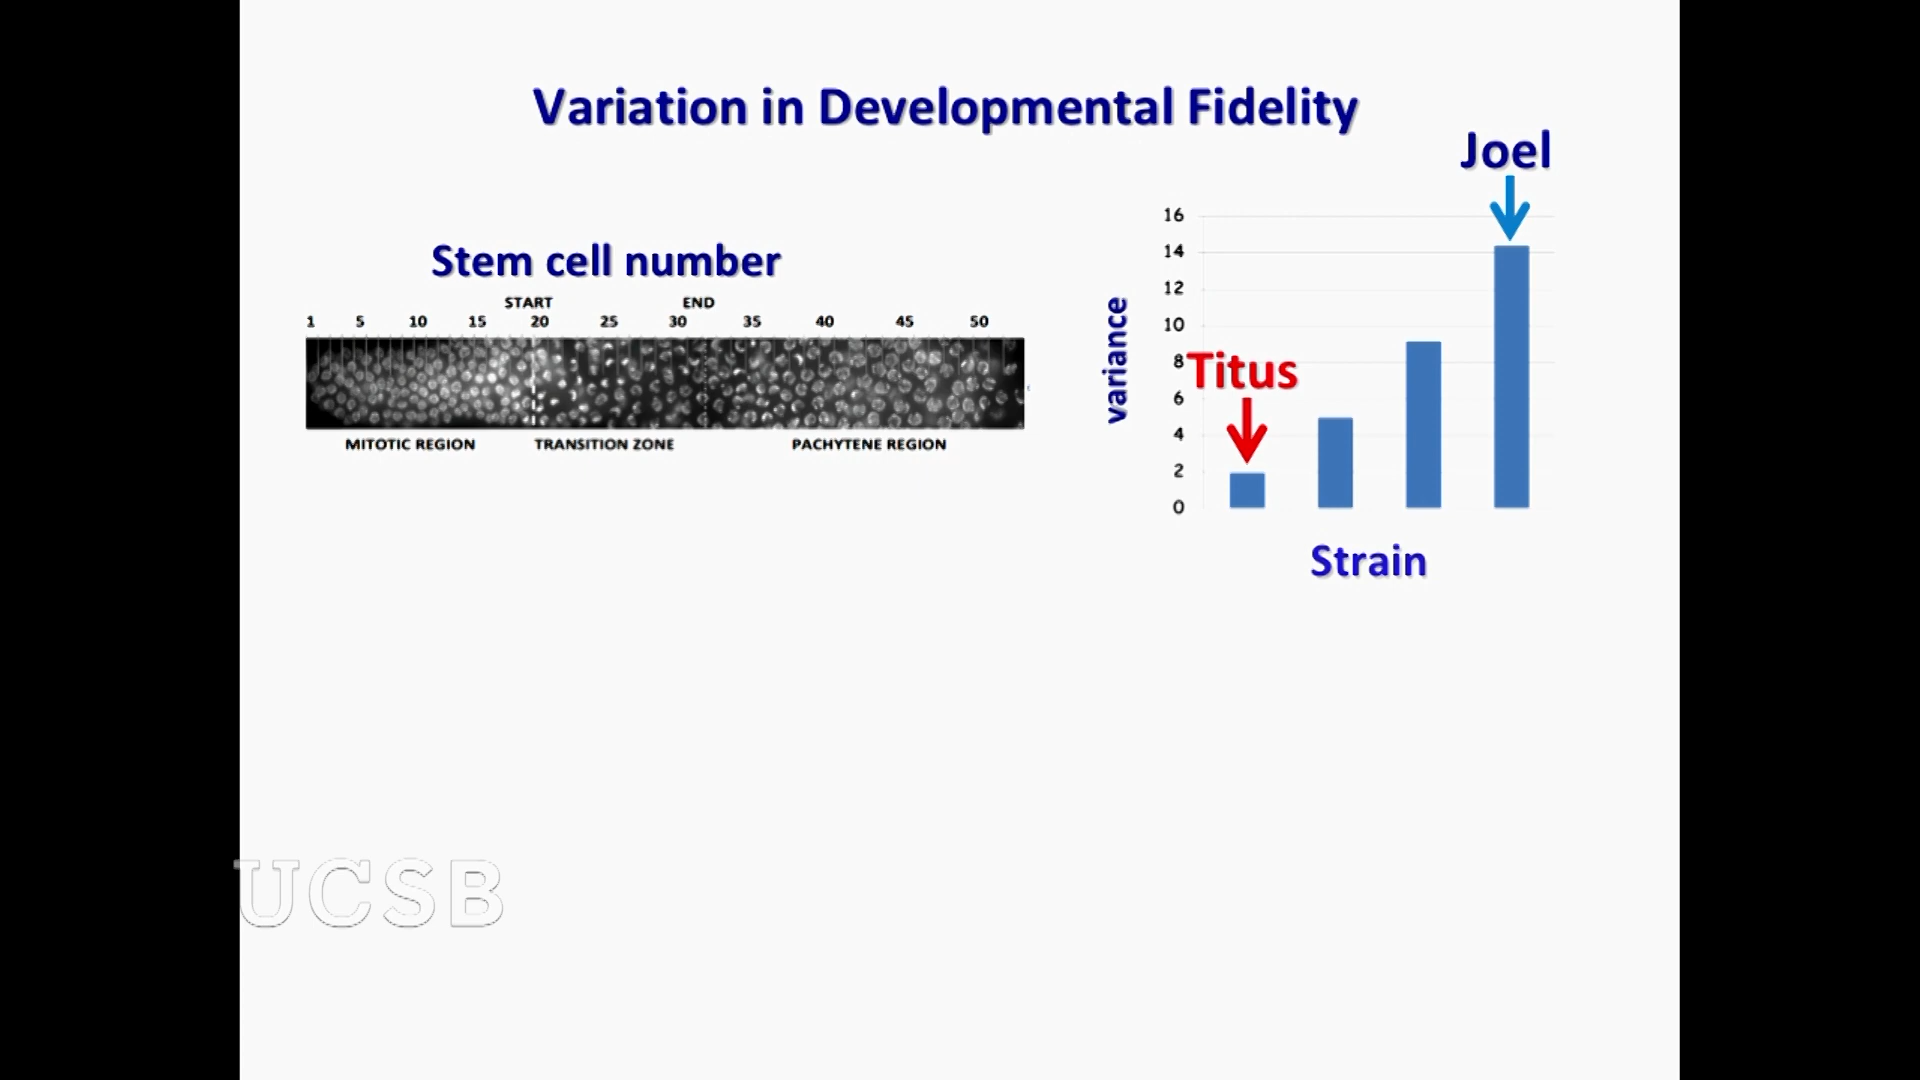 Variation in Developmental Fidelity
Joel
Stem cell number
START END
1 5 10 15 20 25 30 35 40 45 50
MITOTIC REGION TRANSITION ZONE PACHYTENE REGION
variance
16
14
12
10
8
6
4
2
0
Titus
Strain
UCSB